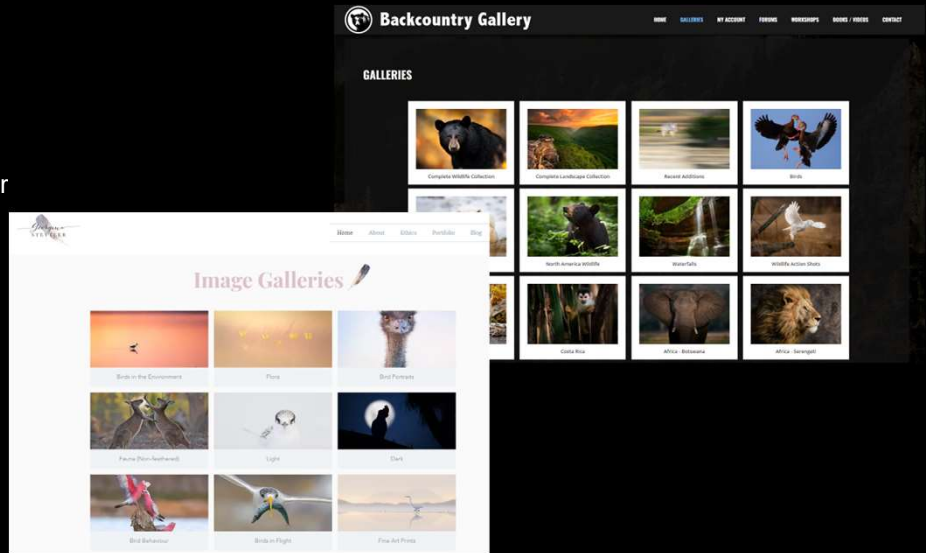 Backcountry Gallery
HOME GALLERIES MY ACCOUNT FORUMS WORKSHOPS BOOKS / VIDEOS CONTACT
GALLERIES
Complete Wildlife Collection Complete Landscape Collection Recent Additions Birds
North America Wildlife Waterfalls Wildlife Action Shots
Costa Rica Africa - Botswana Africa - Serengeti
r
Home About Ethics Portfolio Blog
Image Galleries
Birds in the Environment Flora Bird Portraits
Fauna (Non-feathered) Light Dark
Bird Behaviour Birds in Flight Fine Art Prints